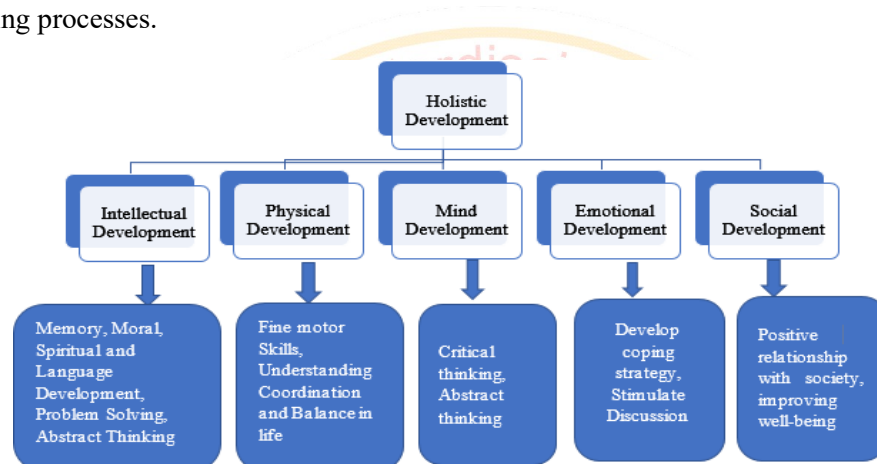 ng processes.
Holistic
Development
Intellectual
Development
Physical
Development
Mind
Development
Emotional
Development
Social
Development
Memory, Moral,
Spiritual and
Language
Development,
Problem Solving,
Abstract Thinking
Fine motor
Skills,
Understanding
Coordination
and Balance in
life
Critical
thinking,
Abstract
thinking
Develop
coping
strategy,
Stimulate
Discussion
Positive
relationship
with society,
improving
well-being